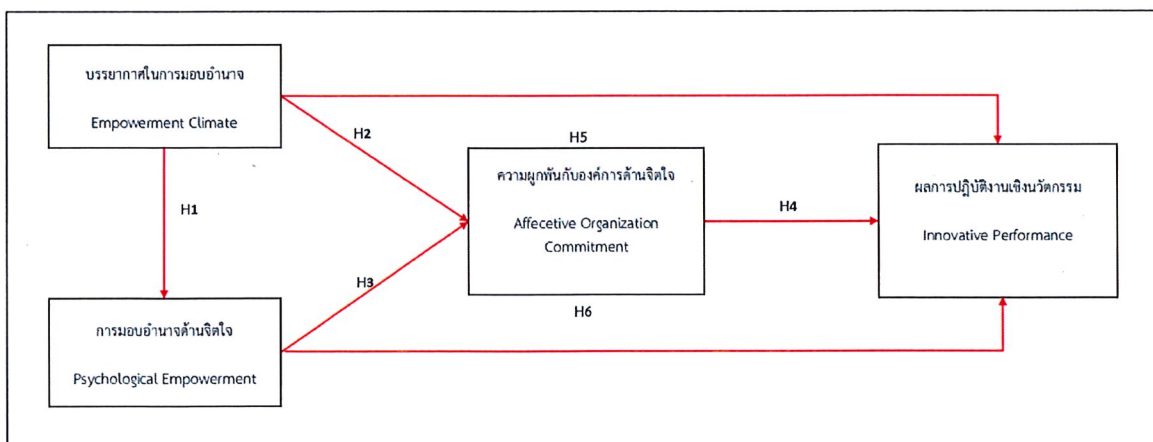 บรรยากาศในการมอบอำนาจ
Empowerment Climate
H2
H5
ความผูกพันกับองค์การด้านจิตใจ
Affecetive Organization
Commitment
H4
ผลการปฏิบัติงานเชิงนวัตกรรม
Innovative Performance
H1
H3
H6
การมอบอำนาจด้านจิตใจ
Psychological Empowerment